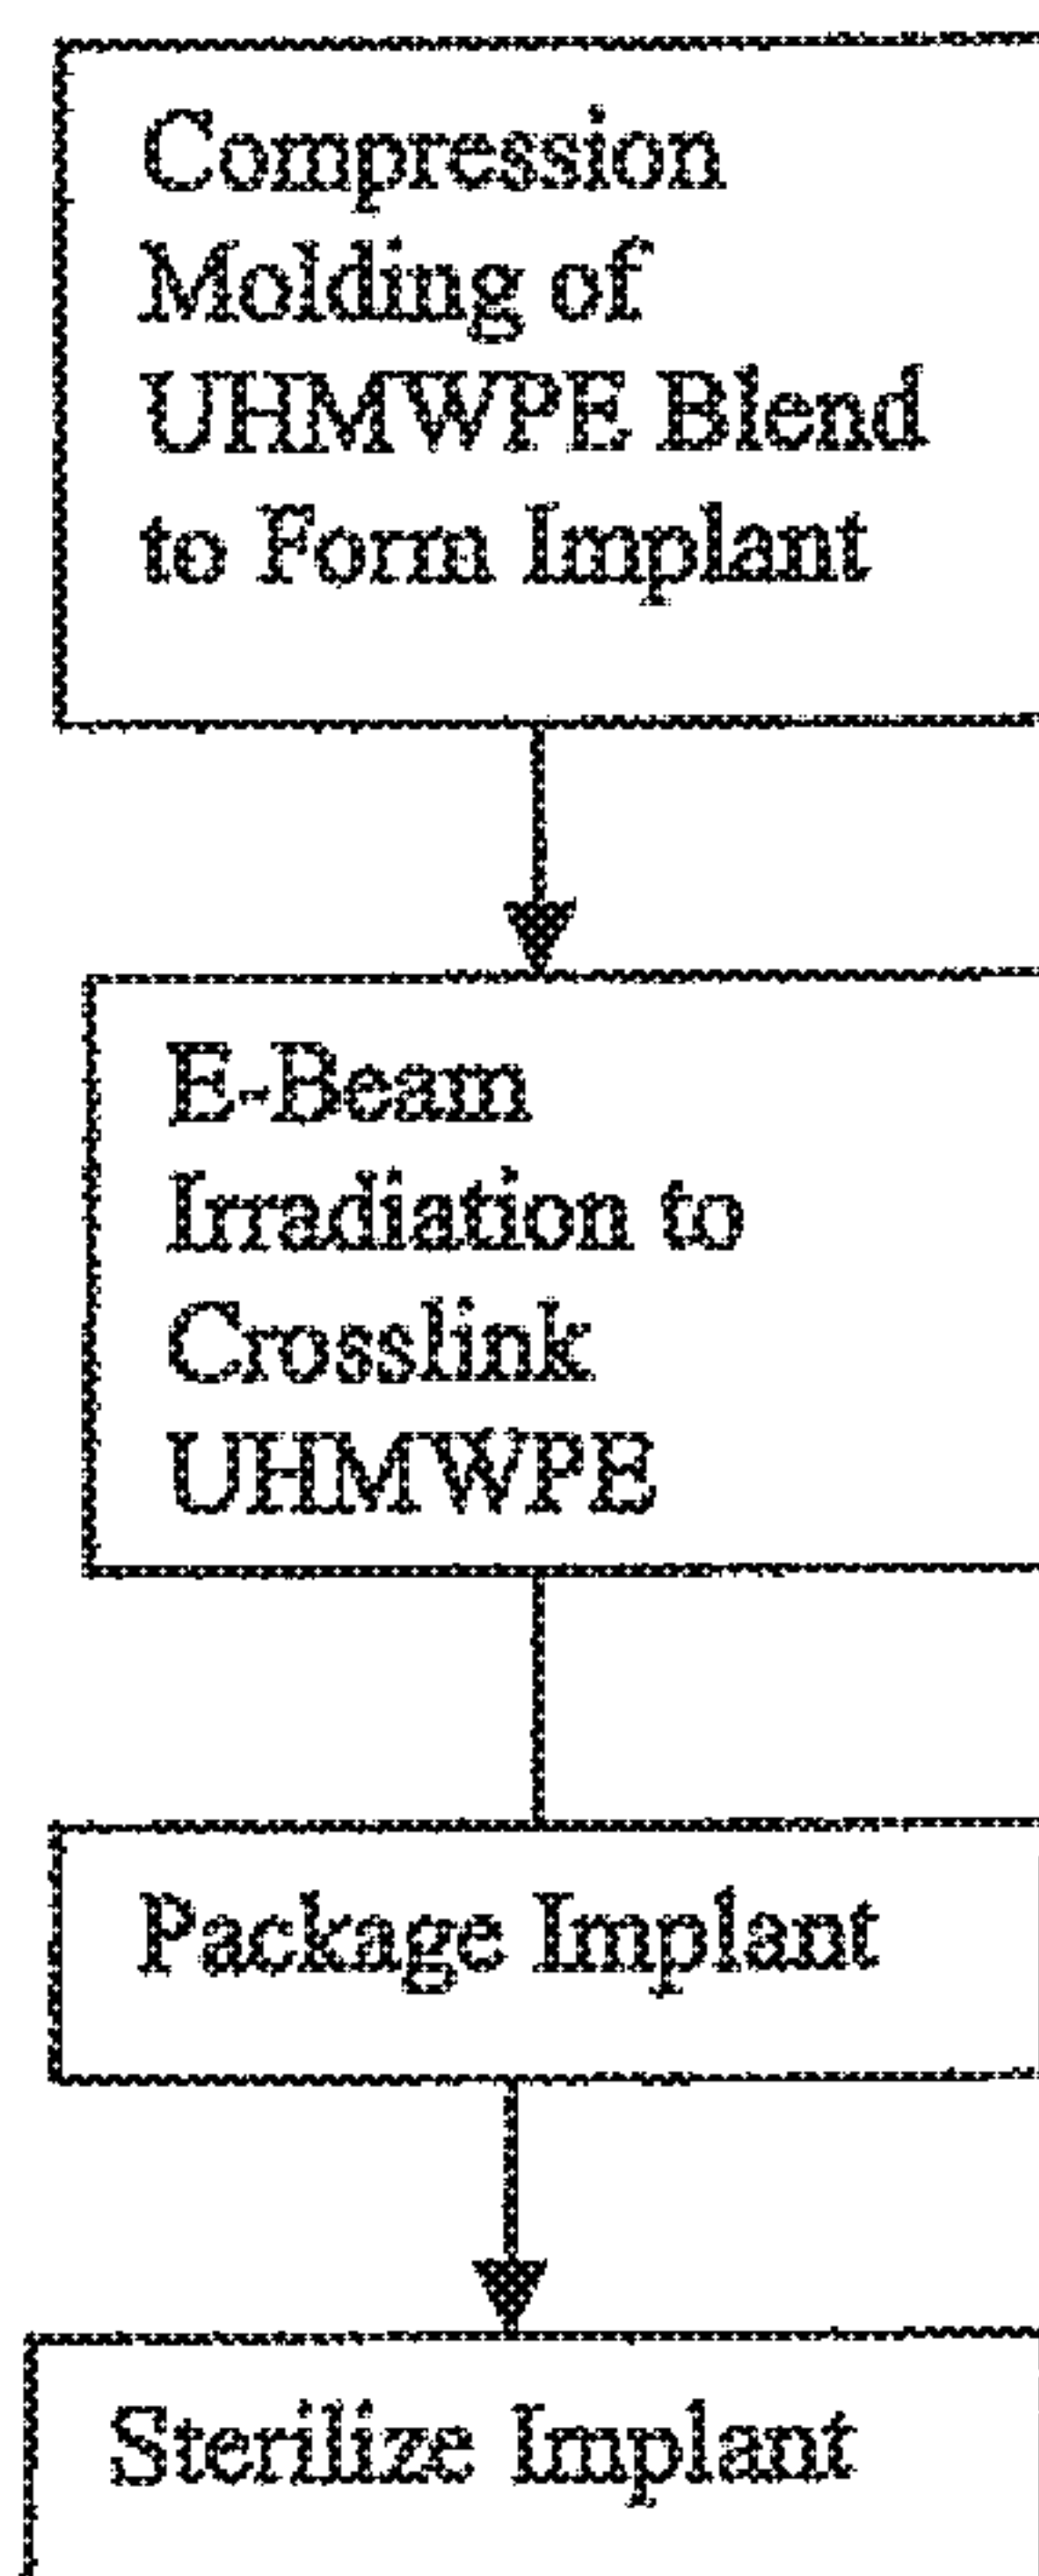 Compression
Molding of
UHMWPE Blend
to Form Implant
E-Beam
Irradiation to
Crosslink
UHMWPE
Package Implant
Sterilize Implant